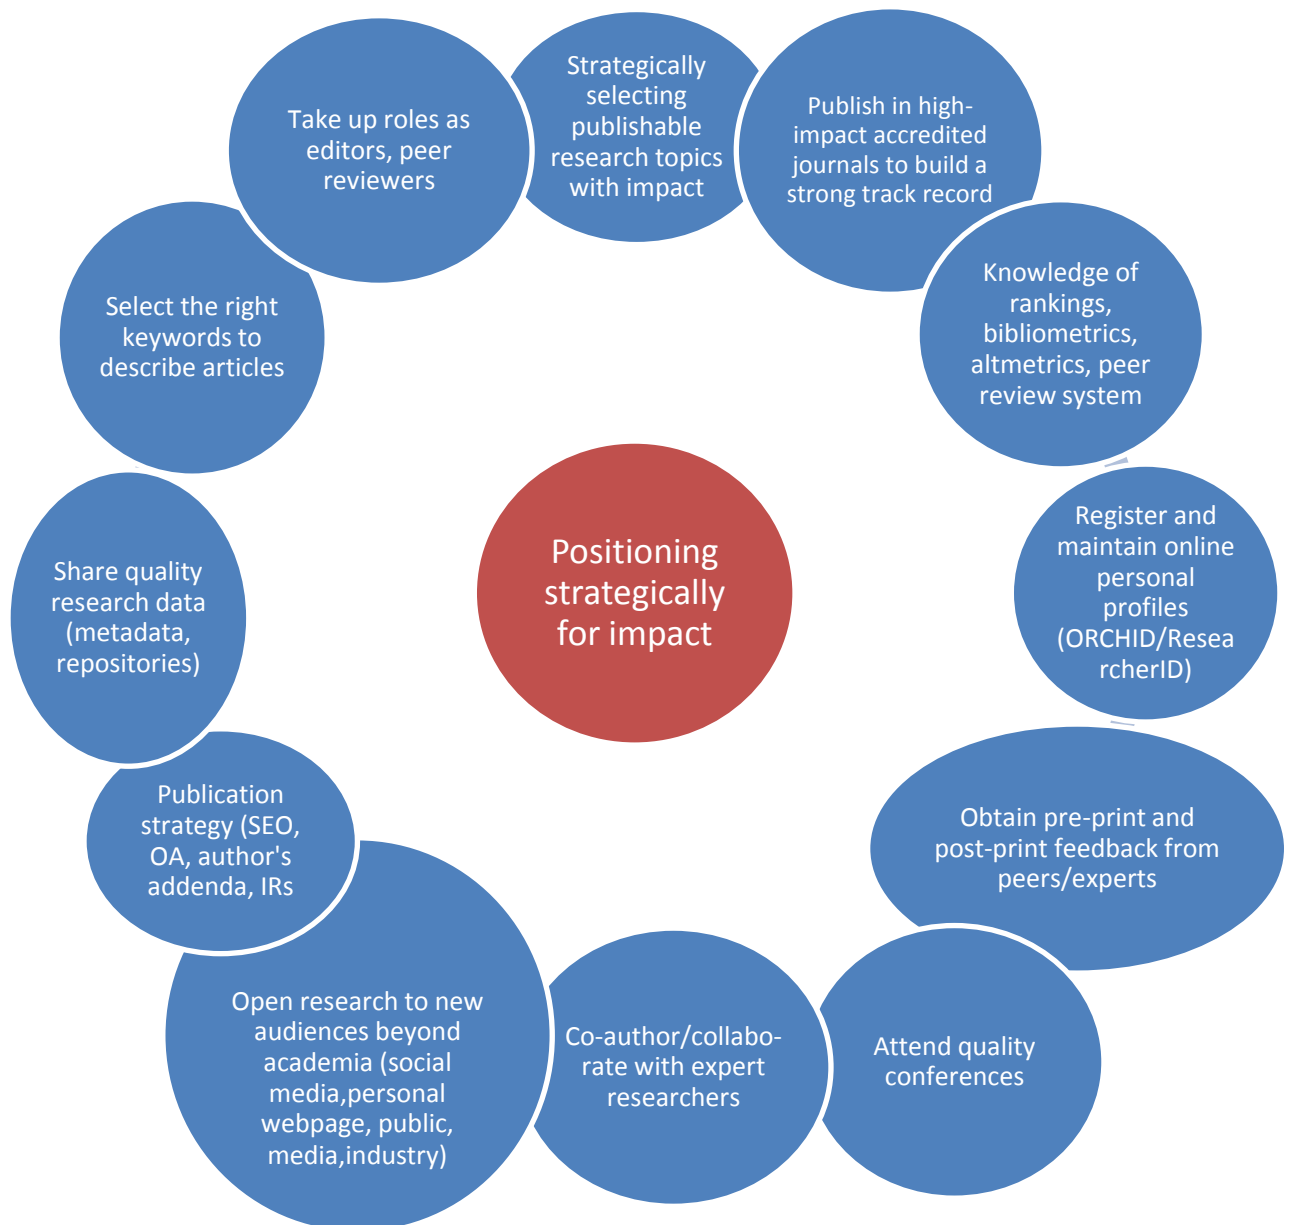 Strategically
selecting
publishable
research topics
with impact
Publish in high-
impact accredited
journals to build a
strong track record
Knowledge of
rankings,
bibliometrics,
altmetrics, peer
review system
Register and
maintain online
personal
profiles
(ORCHID/Resea
rcherID)
Obtain pre-print and
post-print feedback from
peers/experts
Attend quality
conferences
Co-author/collabo-
rate with expert
researchers
Open research to new
audiences beyond
academia (social
media,personal
webpage, public,
media,industry)
Publication
strategy (SEO,
OA, author's
addenda, IRs
Share quality
research data
(metadata,
repositories)
Select the right
keywords to
describe articles
Take up roles as
editors, peer
reviewers
Positioning
strategically
for impact